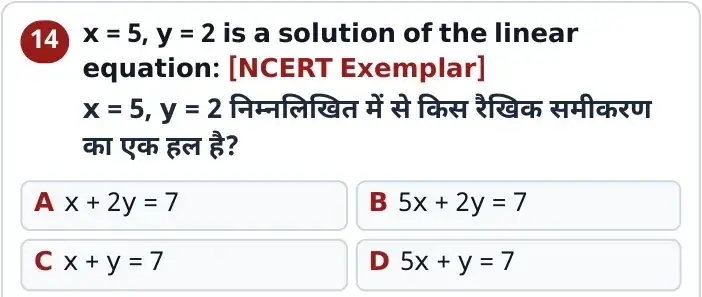 14 x = 5, y = 2 is a solution of the linear
equation: [NCERT Exemplar]
x = 5, y = 2 निम्नलिखित में से किस रैखिक समीकरण
का एक हल है?
A x + 2y = 7
B 5x + 2y = 7
C x + y = 7
D 5x + y = 7